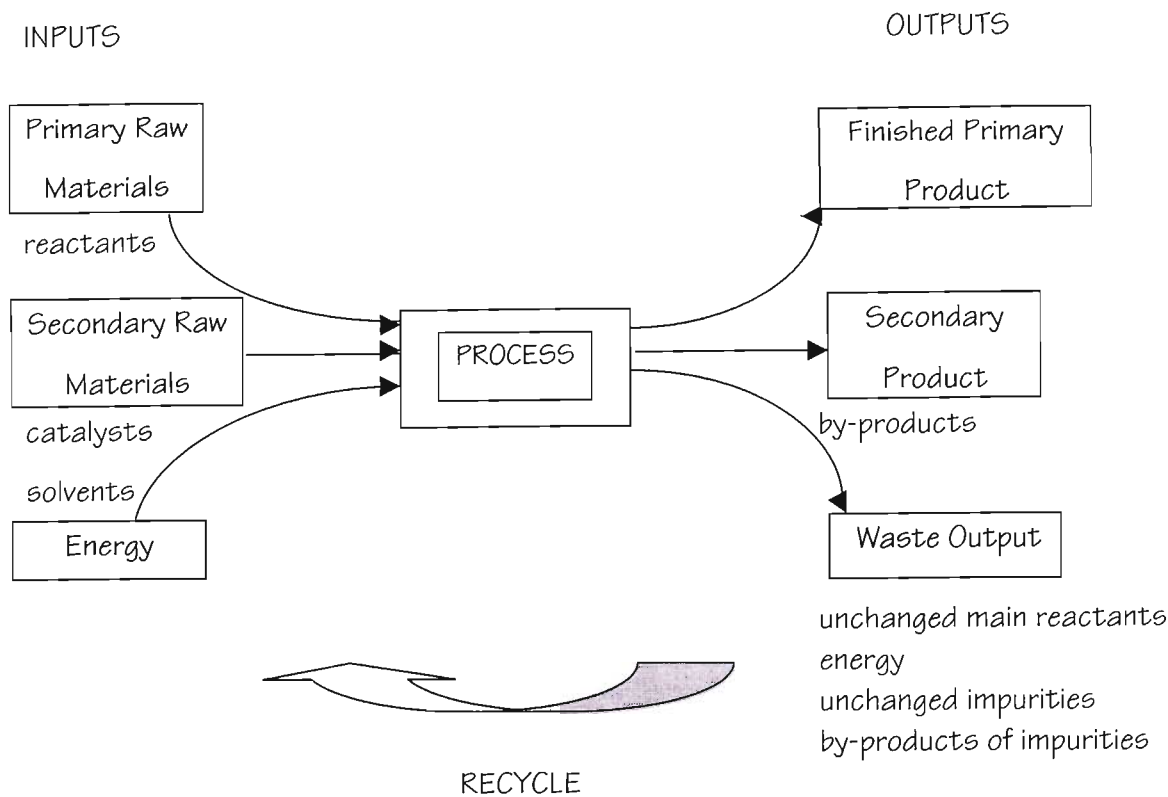 INPUTS
OUTPUTS
Primary Raw
Materials
reactants
Secondary Raw
Materials
catalysts
solvents
Energy
PROCESS
Finished Primary
Product
Secondary
Product
by-products
Waste Output
unchanged main reactants
energy
unchanged impurities
by-products of impurities
RECYCLE